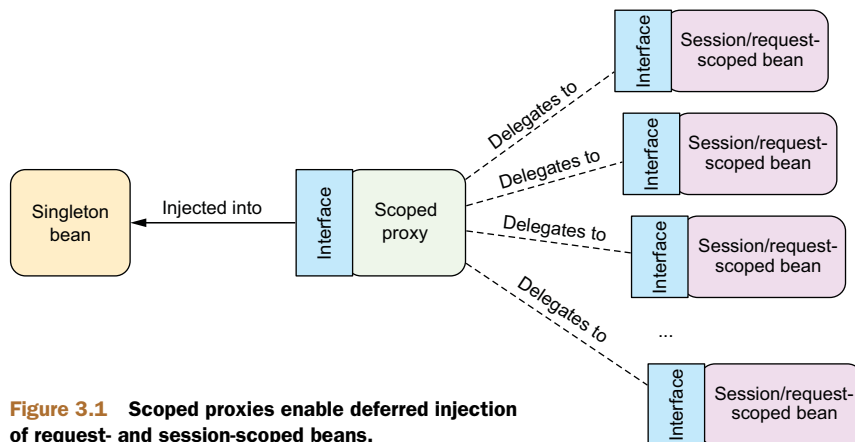 Interface
Session/request-
scoped bean
Delegates to
Interface
Session/request-
scoped bean
Delegates to
Singleton
bean
Injected into
Interface
Scoped
proxy
Delegates to
Interface
Session/request-
scoped bean
Delegates to
...
Interface
Session/request-
scoped bean
Figure 3.1 Scoped proxies enable deferred injection
of request- and session-scoped beans.